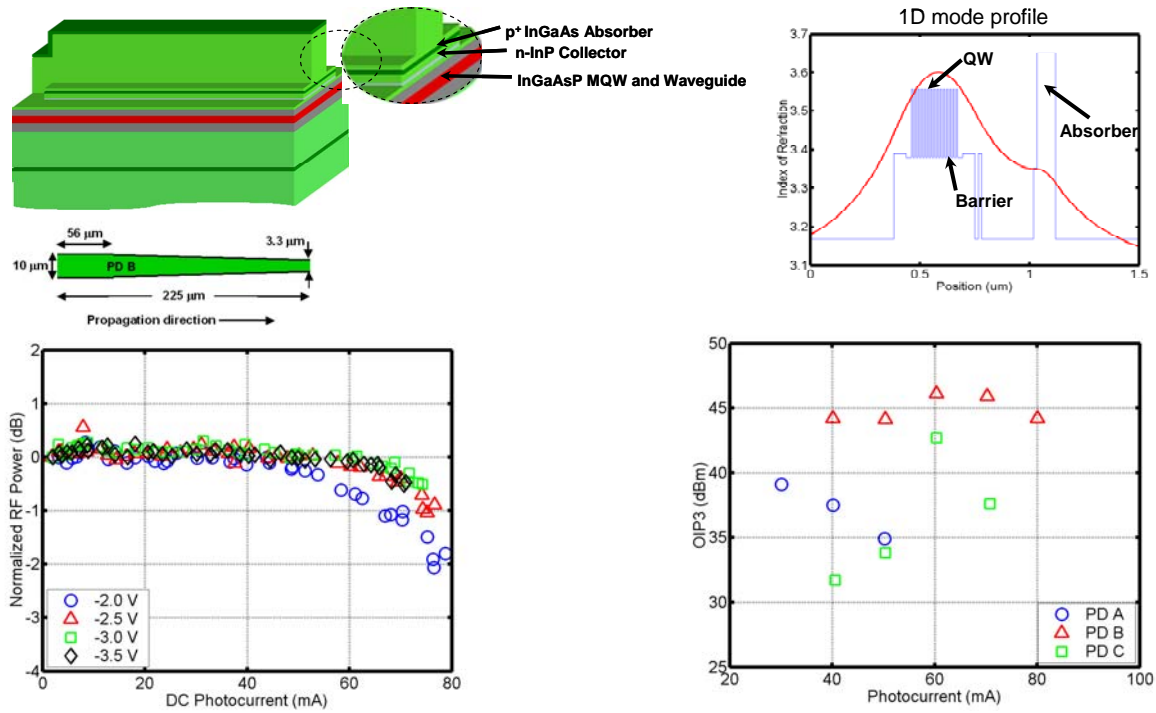 p+ InGaAs Absorber
n-InP Collector
InGaAsP MQW and Waveguide
56 μm
3.3 μm
10 μm
PD B
225 μm
Propagation direction
1D mode profile
3.7
3.6
3.5
3.4
3.3
3.2
3.1
Index of Refraction
QW
Absorber
Barrier
0
0.5
1
1.5
Position (um)
2
1
0
-1
-2
-3
-4
Normalized RF Power (dB)
-2.0 V
-2.5 V
-3.0 V
-3.5 V
0
20
40
60
80
DC Photocurrent (mA)
50
45
40
35
30
25
OIP3 (dBm)
PD A
PD B
PD C
20
40
60
80
100
Photocurrent (mA)